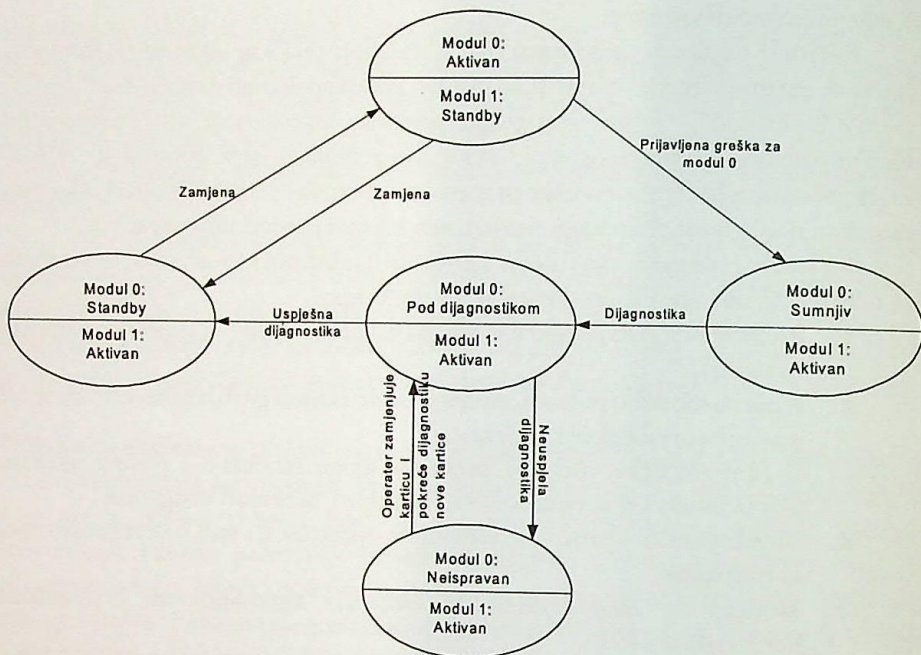 Modul 0:
Aktivan
Modul 1:
Standby
Prijavljena greška za
modul 0
Zamjena
Zamjena
Modul 0:
Standby
Modul 1:
Aktivan
Uspješna
dijagnostika
Modul 0:
Pod dijagnostikom
Modul 1:
Aktivan
Dijagnostika
Modul 0:
Sumnjiv
Modul 1:
Aktivan
Operater zamjenjuje
karticu i
pokreće dijagnostiku
nove kartice
Neuspjela
dijagnostika
Modul 0:
Neispravan
Modul 1:
Aktivan